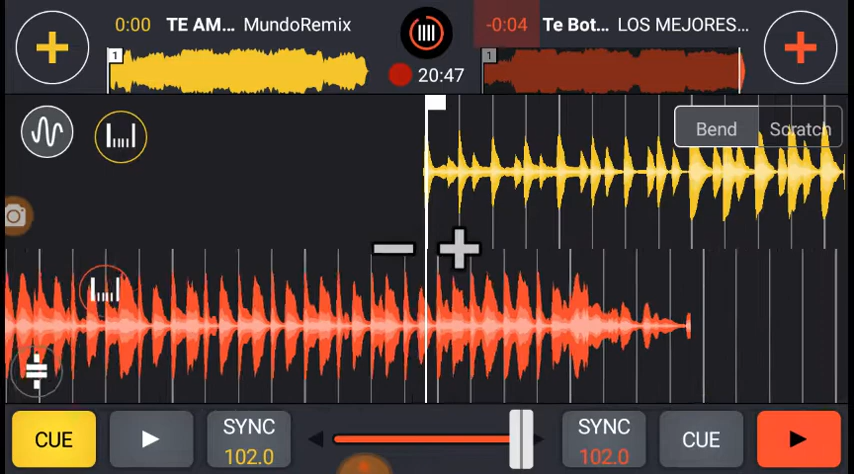 0:00 TE AM... MundoRemix
-0:04 Te Bot... LOS MEJORES...
1
1
20:47
Bend Scratch
CUE
SYNC
102.0
SYNC
102.0
CUE